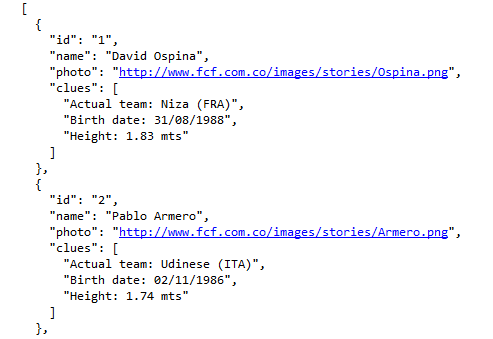 [
  {
    "id": "1",
    "name": "David Ospina",
    "photo": "http://www.fcf.com.co/images/stories/Ospina.png",
    "clues": [
      "Actual team: Niza (FRA)",
      "Birth date: 31/08/1988",
      "Height: 1.83 mts"
    ]
  },
  {
    "id": "2",
    "name": "Pablo Armero",
    "photo": "http://www.fcf.com.co/images/stories/Armero.png",
    "clues": [
      "Actual team: Udinese (ITA)",
      "Birth date: 02/11/1986",
      "Height: 1.74 mts"
    ]
  },